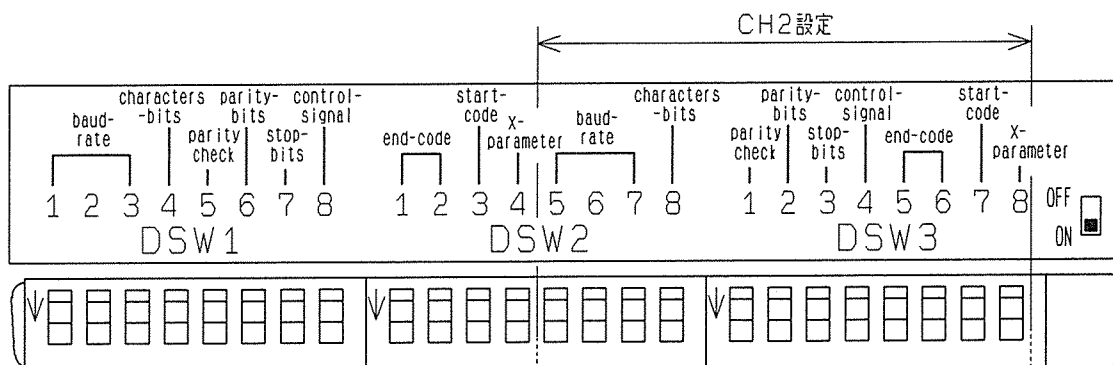 CH2設定
characters
-bits
parity-
bits
control-
signal
baud-
rate
parity
check
stop-
bits
start-
code
x-
parameter
end-code
baud-
rate
characters
-bits
parity
check
parity-
bits
stop-
bits
control-
signal
end-code
start-
code
x-
parameter
1 2 3 4 5 6 7 8 1 2 3 4 5 6 7 8 1 2 3 4 5 6 7 8 OFF
DSW1 DSW2 DSW3 ON